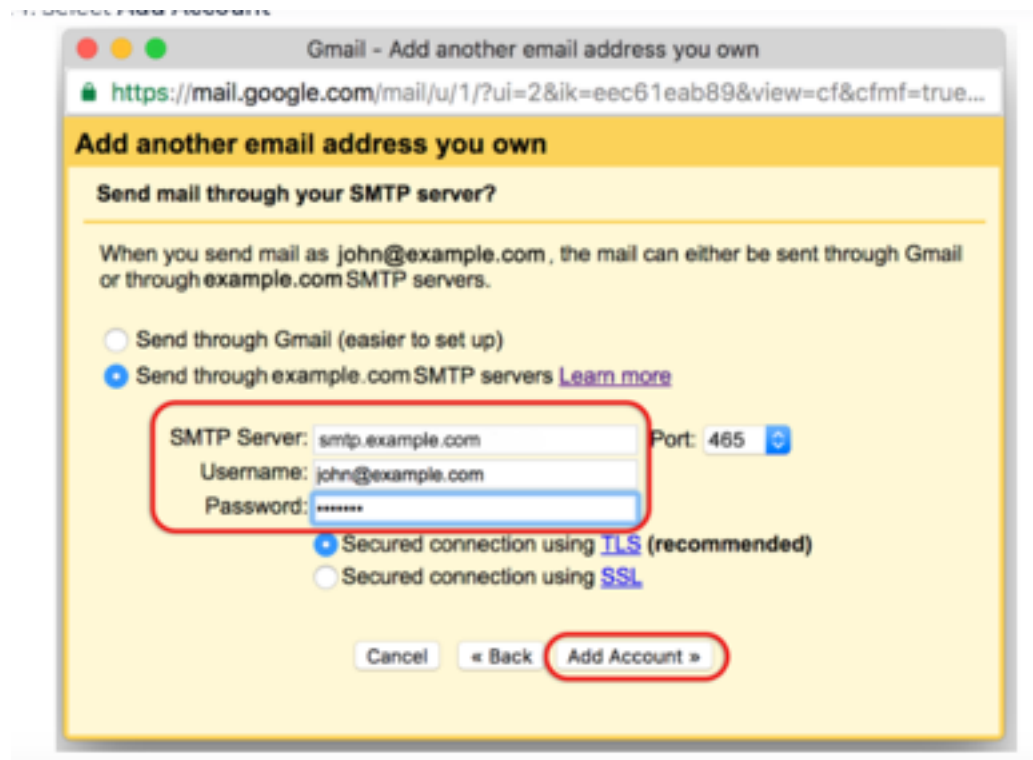 4. Select Add Account
Gmail - Add another email address you own
https://mail.google.com/mail/u/1/?ui=2&ik=eec61eab89&view=cf&cfmf=true...
Add another email address you own
Send mail through your SMTP server?
When you send mail as john@example.com, the mail can either be sent through Gmail
or through example.com SMTP servers.
Send through Gmail (easier to set up)
Send through example.com SMTP servers Learn more
SMTP Server: smtp.example.com Port: 465
Username: john@example.com
Password: •••••••
Secured connection using TLS (recommended)
Secured connection using SSL
Cancel « Back Add Account »